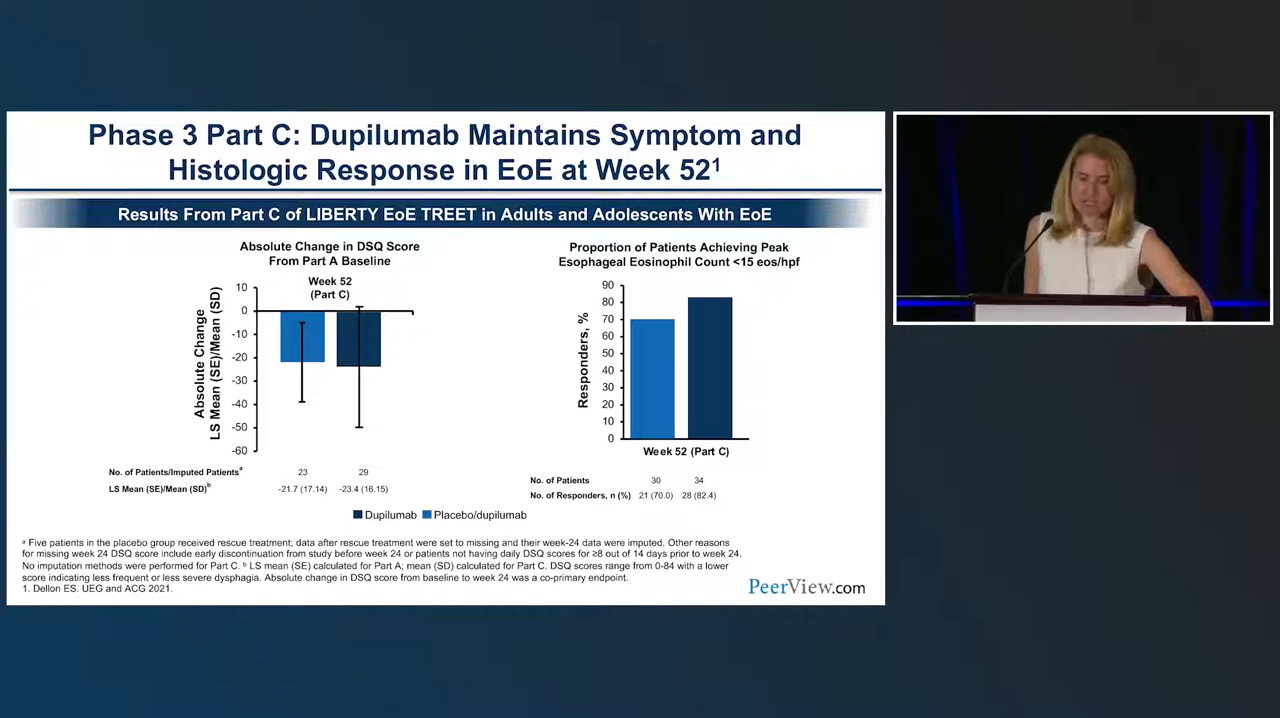 Phase 3 Part C: Dupilumab Maintains Symptom and
Histologic Response in EoE at Week 52¹
Results From Part C of LIBERTY EoE TREET in Adults and Adolescents With EoE
Absolute Change in DSQ Score
From Part A Baseline
Week 52
(Part C)
Absolute Change
LS Mean (SE)/Mean (SD)
10
0
-10
-20
-30
-40
-50
-60
No. of Patients/Imputed Patientsᵃ 23 29
LS Mean (SE)/Mean (SD)ᵇ -21.7 (17.14) -23.4 (16.15)
Proportion of Patients Achieving Peak
Esophageal Eosinophil Count <15 eos/hpf
Responders, %
90
80
70
60
50
40
30
20
10
0
Week 52 (Part C)
No. of Patients 30 34
No. of Responders, n (%) 21 (70.0) 28 (82.4)
Dupilumab Placebo/dupilumab
ᵃ Five patients in the placebo group received rescue treatment; data after rescue treatment were set to missing and their week-24 data were imputed. Other reasons
for missing week 24 DSQ score include early discontinuation from study before week 24 or patients not having daily DSQ scores for ≥8 out of 14 days prior to week 24.
No imputation methods were performed for Part C. ᵇ LS mean (SE) calculated for Part A; mean (SD) calculated for Part C. DSQ scores range from 0-84 with a lower
score indicating less frequent or less severe dysphagia. Absolute change in DSQ score from baseline to week 24 was a co-primary endpoint.
1. Dellon ES. UEG and ACG 2021.
PeerView.com